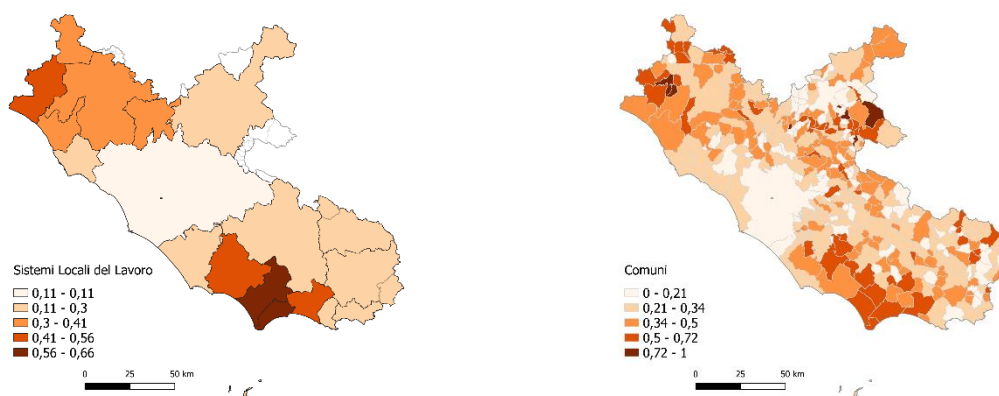 Sistemi Locali del Lavoro
0,11 - 0,11
0,11 - 0,3
0,3 - 0,41
0,41 - 0,56
0,56 - 0,66
0 25 50 km
Comuni
0 - 0,21
0,21 - 0,34
0,34 - 0,5
0,5 - 0,72
0,72 - 1
0 25 50 km